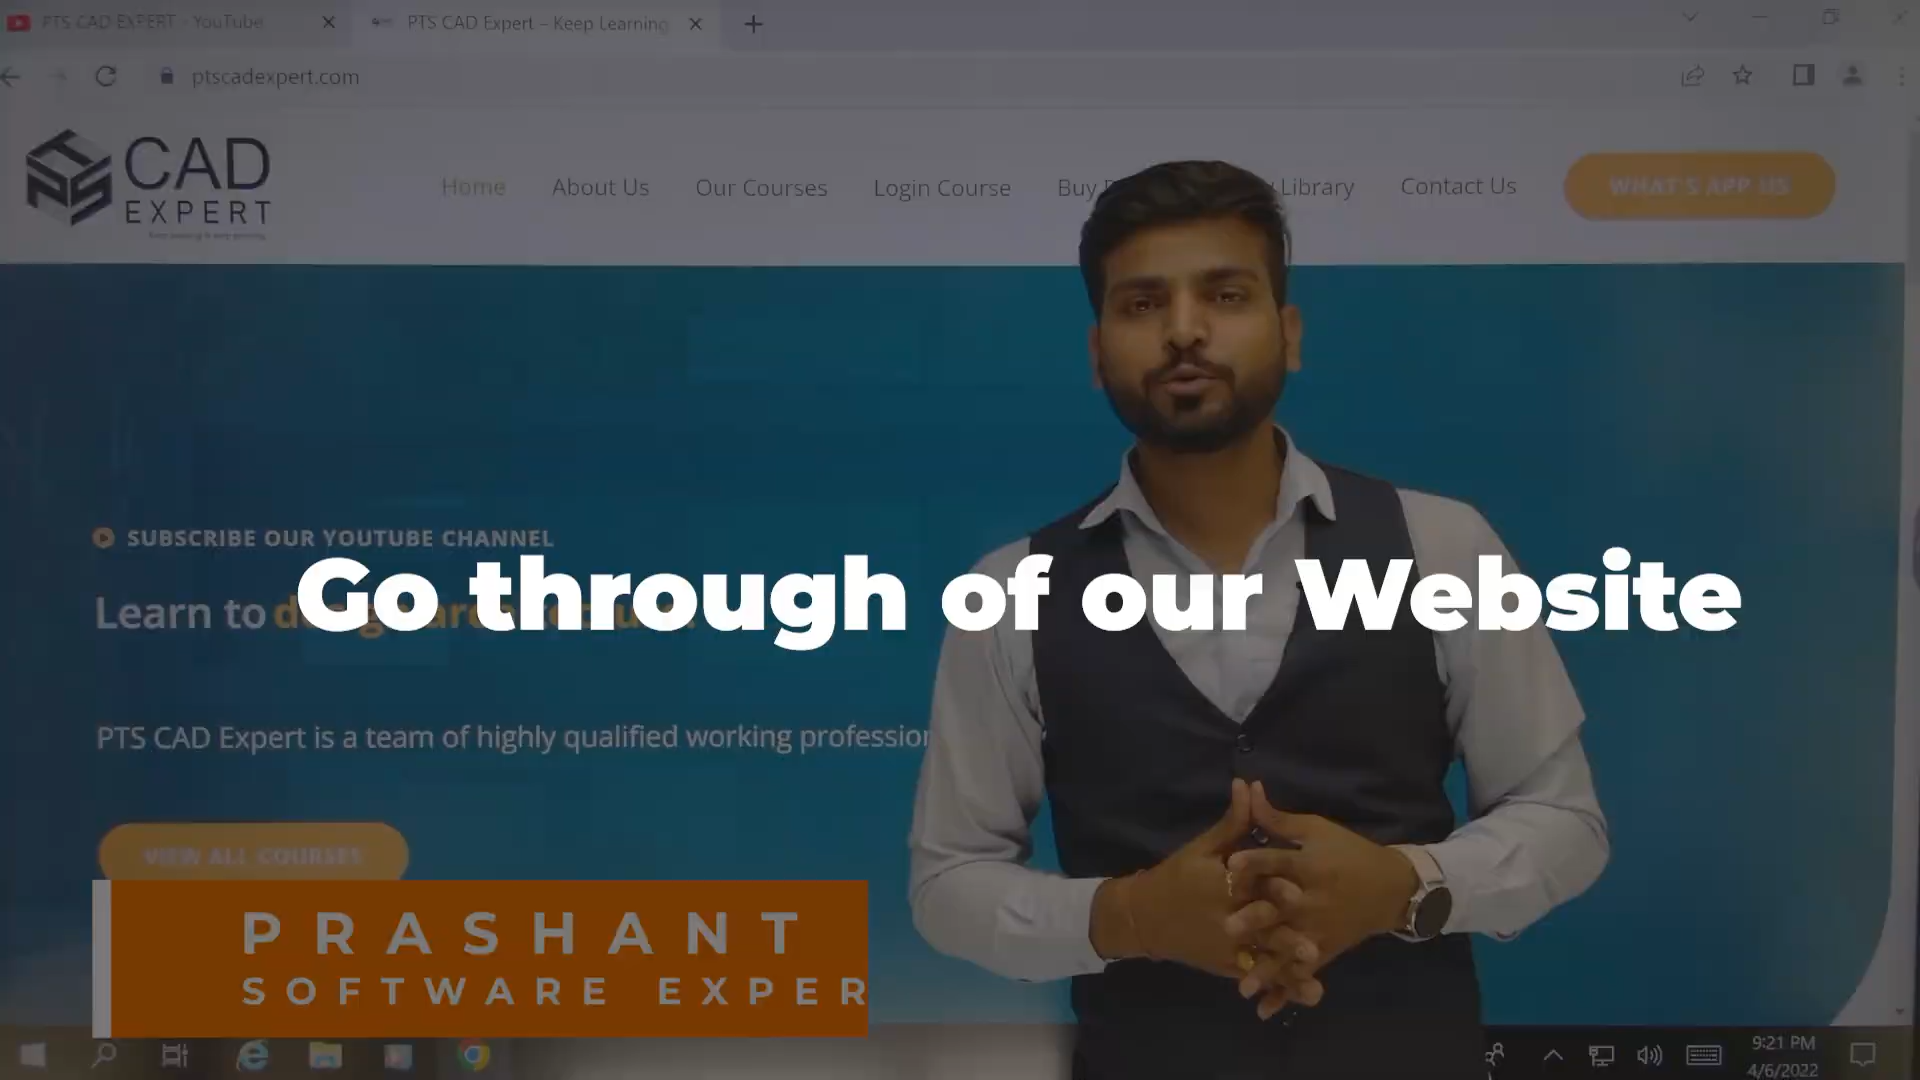 PTS CAD EXPERT - YouTube
PTS CAD Expert – Keep Learning
ptscadexpert.com
PTS
CAD
EXPERT
Home
About Us
Our Courses
Login Course
Buy
Library
Contact Us
WHAT'S APP US
SUBSCRIBE OUR YOUTUBE CHANNEL
Learn to
Go through of our Website
PTS CAD Expert is a team of highly qualified working profession
VIEW ALL COURSES
PRASHANT
SOFTWARE EXPER
9:21 PM
4/6/2022